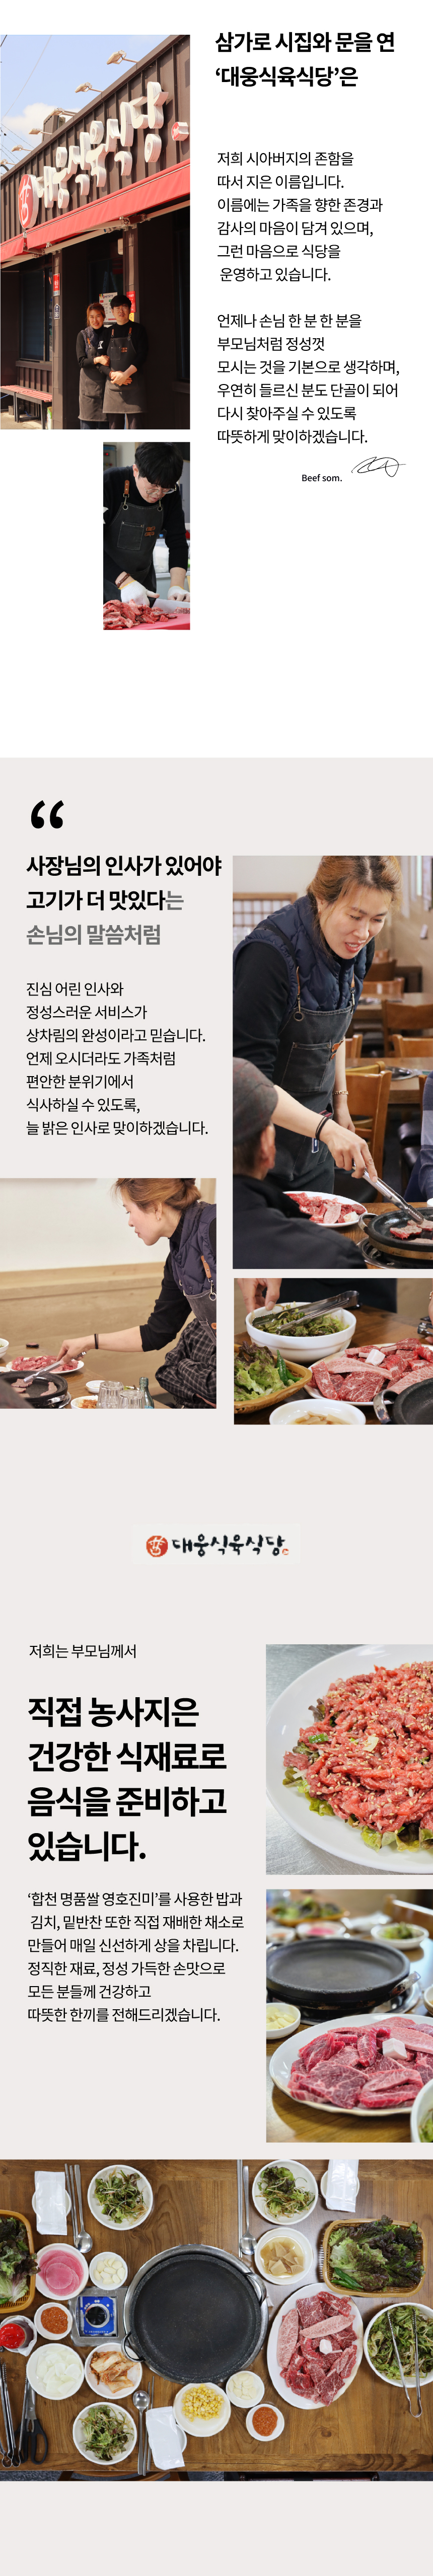 삼가로 시집와 문을 연
‘대웅식육식당’은
대웅식육식당
저희 시아버지의 존함을
따서 지은 이름입니다.
이름에는 가족을 향한 존경과
감사의 마음이 담겨 있으며,
그런 마음으로 식당을
운영하고 있습니다.
언제나 손님 한 분 한 분을
부모님처럼 정성껏
모시는 것을 기본으로 생각하며,
우연히 들르신 분도 단골이 되어
다시 찾아주실 수 있도록
따뜻하게 맞이하겠습니다.
Beef som.
“
사장님의 인사가 있어야
고기가 더 맛있다는
손님의 말씀처럼
진심 어린 인사와
정성스러운 서비스가
상차림의 완성이라고 믿습니다.
언제 오시더라도 가족처럼
편안한 분위기에서
식사하실 수 있도록,
늘 밝은 인사로 맞이하겠습니다.
대웅식육식당
저희는 부모님께서
직접 농사지은
건강한 식재료로
음식을 준비하고
있습니다.
‘합천 명품쌀 영호진미’를 사용한 밥과
김치, 밑반찬 또한 직접 재배한 채소로
만들어 매일 신선하게 상을 차립니다.
정직한 재료, 정성 가득한 손맛으로
모든 분들께 건강하고
따뜻한 한끼를 전해드리겠습니다.